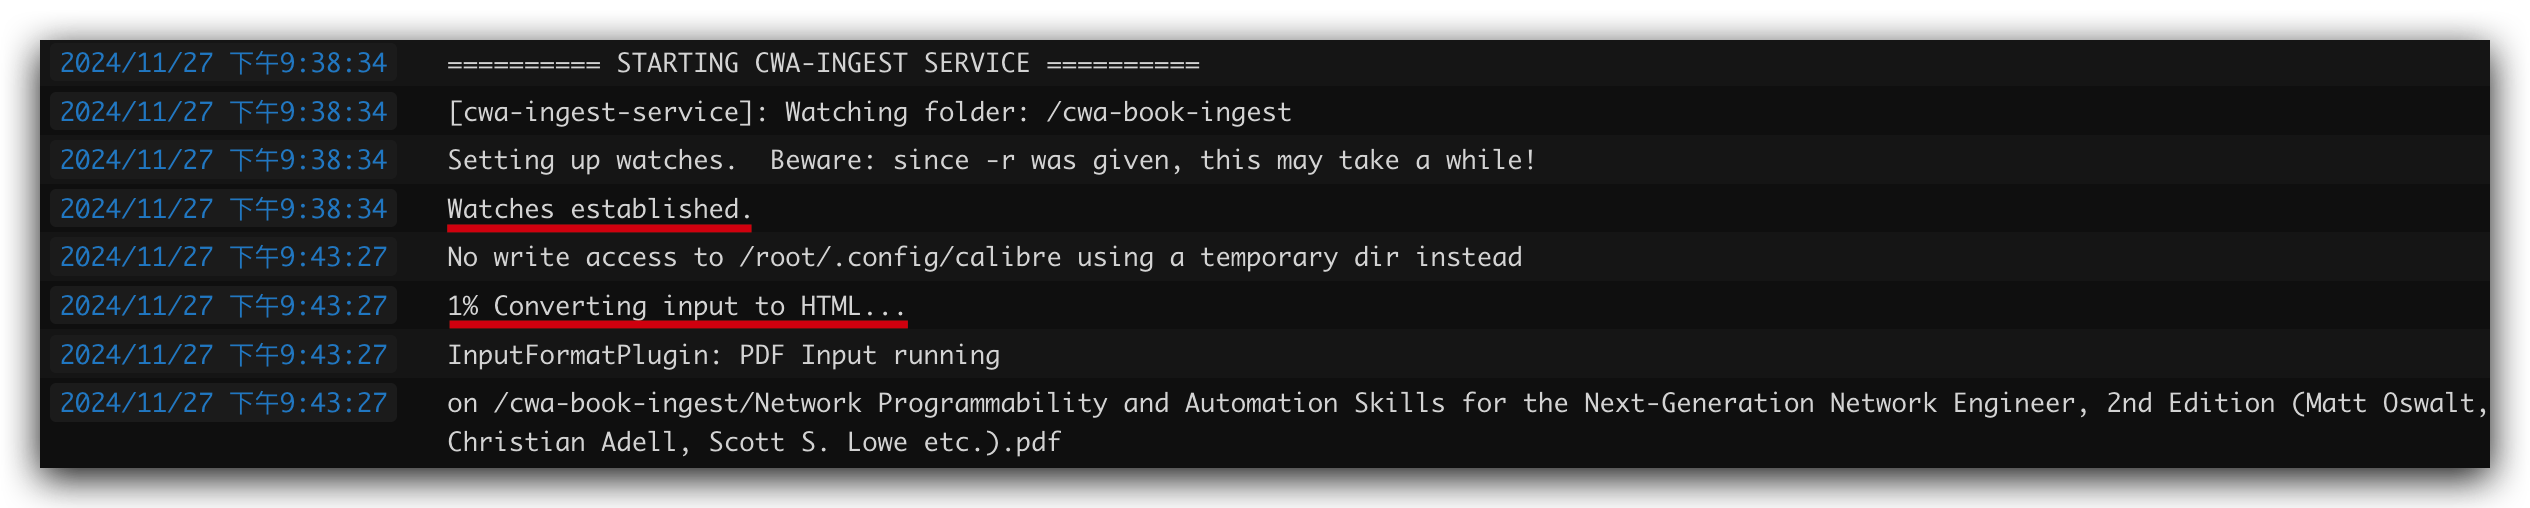 2024/11/27 下午9:38:34 ========== STARTING CWA-INGEST SERVICE ==========
2024/11/27 下午9:38:34 [cwa-ingest-service]: Watching folder: /cwa-book-ingest
2024/11/27 下午9:38:34 Setting up watches.  Beware: since -r was given, this may take a while!
2024/11/27 下午9:38:34 Watches established.
2024/11/27 下午9:43:27 No write access to /root/.config/calibre using a temporary dir instead
2024/11/27 下午9:43:27 1% Converting input to HTML...
2024/11/27 下午9:43:27 InputFormatPlugin: PDF Input running
2024/11/27 下午9:43:27 on /cwa-book-ingest/Network Programmability and Automation Skills for the Next-Generation Network Engineer, 2nd Edition (Matt Oswalt,
Christian Adell, Scott S. Lowe etc.).pdf